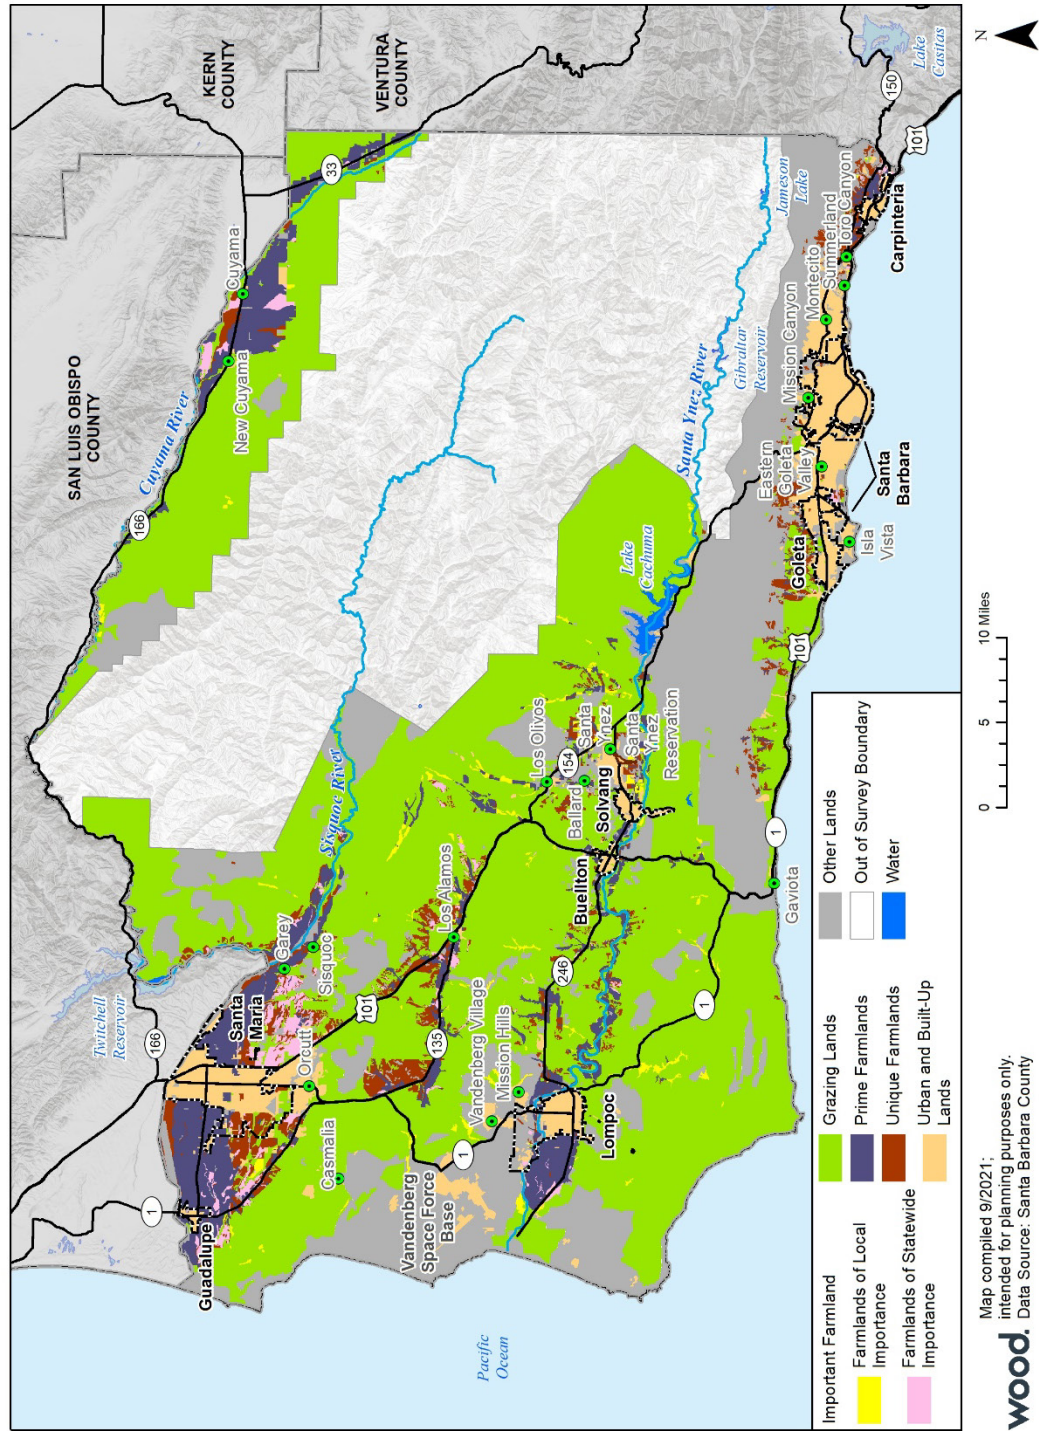 SAN LUIS OBISPO
COUNTY
KERN
COUNTY
VENTURA
COUNTY
Twitchell
Reservoir
166
1
Guadalupe
Santa
Maria
Orcutt
Garey
Sisquoc
Sisquoc River
Casmalia
101
135
Los Alamos
166
Cuyama River
New Cuyama
Cuyama
33
Vandenberg
Space Force
Base
1
Vandenberg Village
Mission Hills
Lompoc
246
1
Buellton
Solvang
Ballard
Los Olivos
154
Santa
Ynez
Santa
Ynez
Reservation
Lake
Cachuma
Santa Ynez River
Gibraltar
Reservoir
Jameson
Lake
Pacific
Ocean
Gaviota
1
101
Goleta
Isla
Vista
Eastern
Goleta
Valley
Santa
Barbara
Mission Canyon
Montecito
Summerland
Toro Canyon
Carpinteria
150
101
Lake
Casitas
N
Important Farmland
Farmlands of Local
Importance
Farmlands of Statewide
Importance
Grazing Lands
Prime Farmlands
Unique Farmlands
Urban and Built-Up
Lands
Other Lands
Out of Survey Boundary
Water
0 5 10 Miles
wood.
Map compiled 9/2021;
intended for planning purposes only.
Data Source: Santa Barbara County